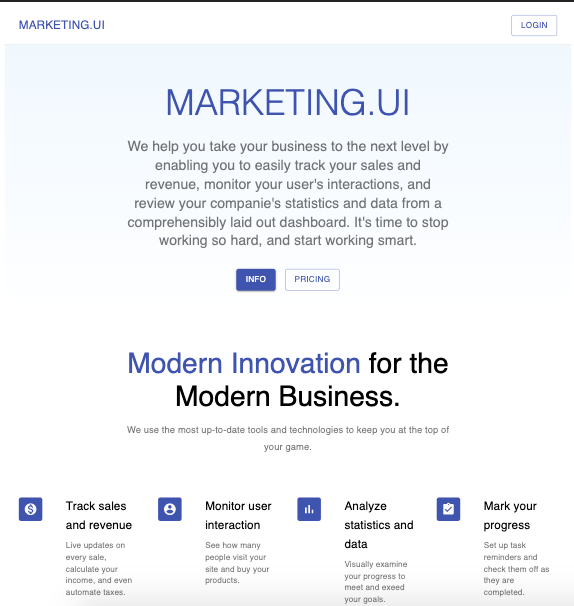 MARKETING.UI
LOGIN
MARKETING.UI
We help you take your business to the next level by
enabling you to easily track your sales and
revenue, monitor your user's interactions, and
review your companie's statistics and data from a
comprehensibly laid out dashboard. It's time to stop
working so hard, and start working smart.
INFO
PRICING
Modern Innovation for the
Modern Business.
We use the most up-to-date tools and technologies to keep you at the top of
your game.
Track sales
and revenue
Live updates on
every sale,
calculate your
income, and even
automate taxes.
Monitor user
interaction
See how many
people visit your
site and buy your
products.
Analyze
statistics and
data
Visually examine
your progress to
meet and exeed
your goals.
Mark your
progress
Set up task
reminders and
check them off as
they are
completed.